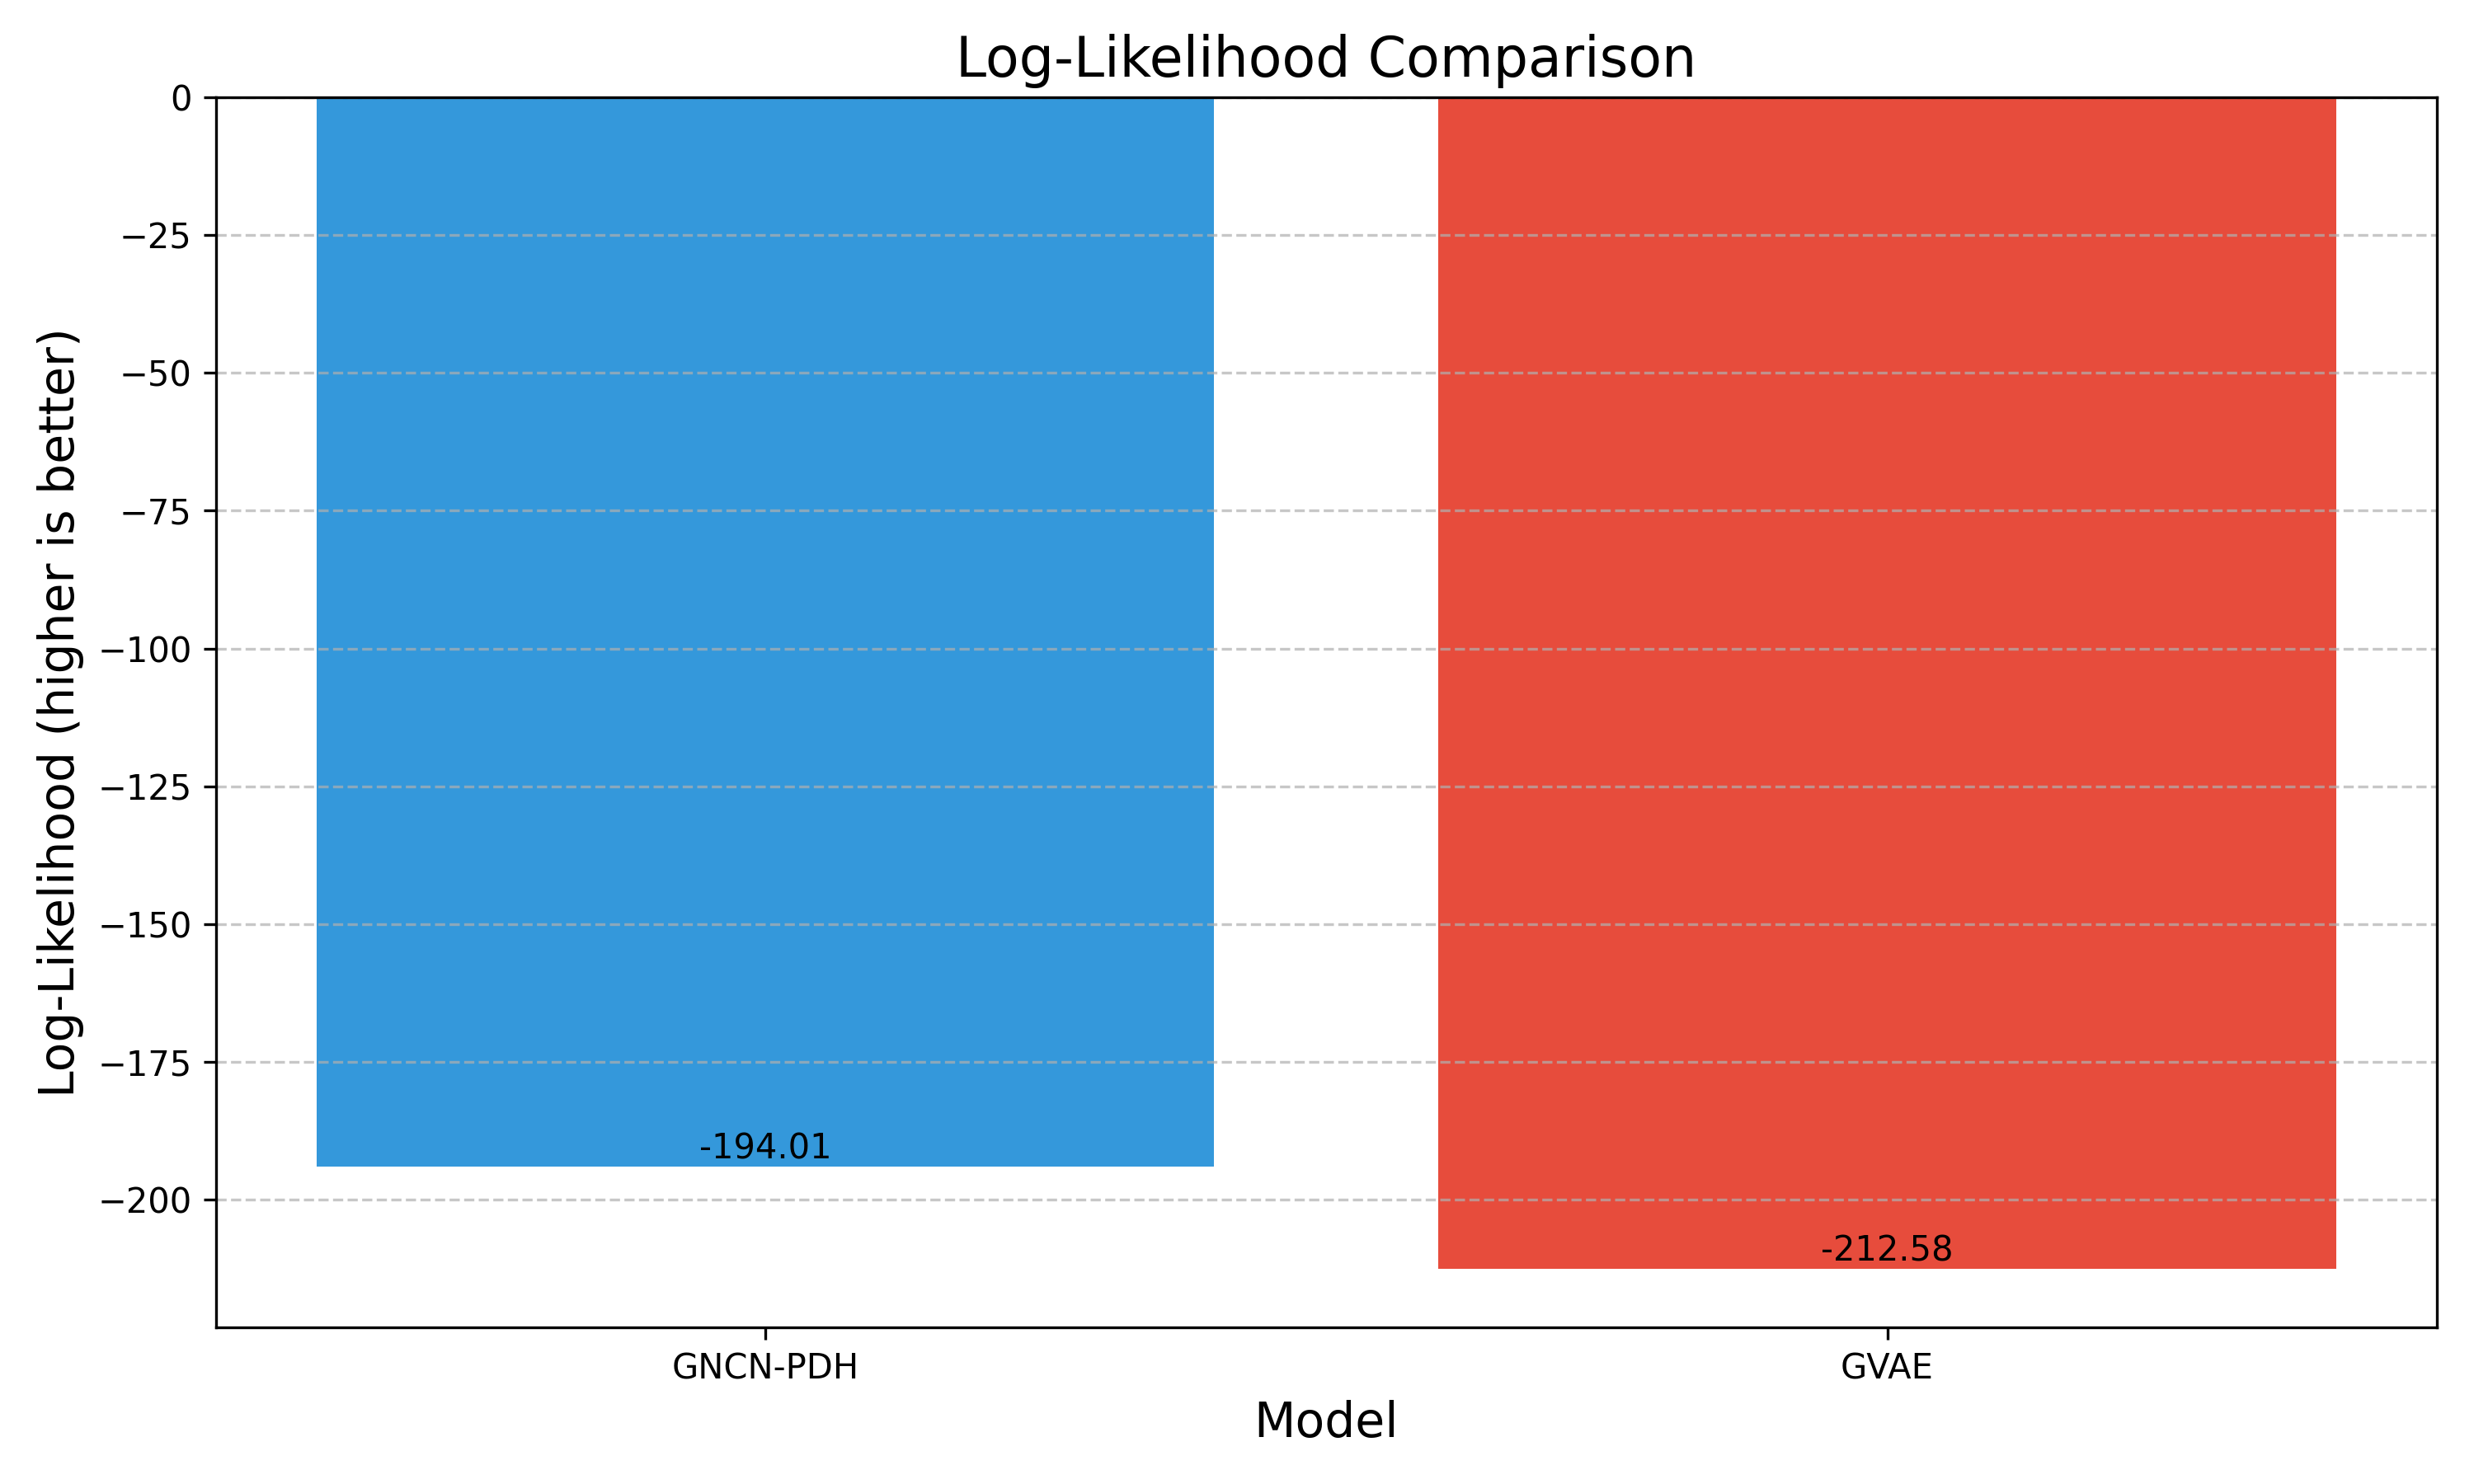 Log-Likelihood Comparison
Log-Likelihood (higher is better)
0
−25
−50
−75
−100
−125
−150
−175
−200
-194.01
-212.58
GNCN-PDH
GVAE
Model